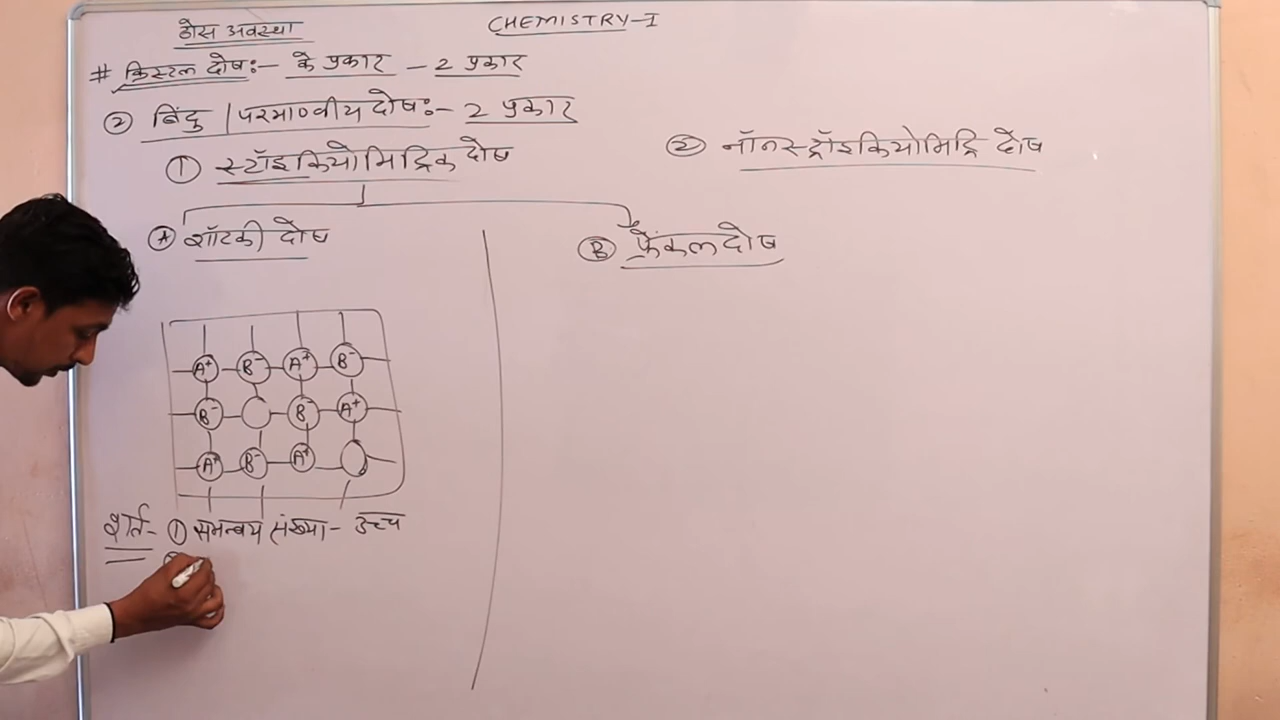 ठोस अवस्था
CHEMISTRY-I
# क्रिस्टल दोष:- के प्रकार - 2 प्रकार
② बिंदु / परमाण्वीय दोष:- 2 प्रकार
① स्टॉइकियोमिट्रिक दोष
② नॉनस्ट्रॉइकियोमिट्रि दोष
Ⓐ शॉटकी दोष
Ⓑ फ्रेंकल दोष
A⁺ B⁻ A⁺ B⁻
B⁻ B⁻ A⁺
A⁺ B⁻ A⁺
शर्त- ① समन्वय संख्या - उच्च